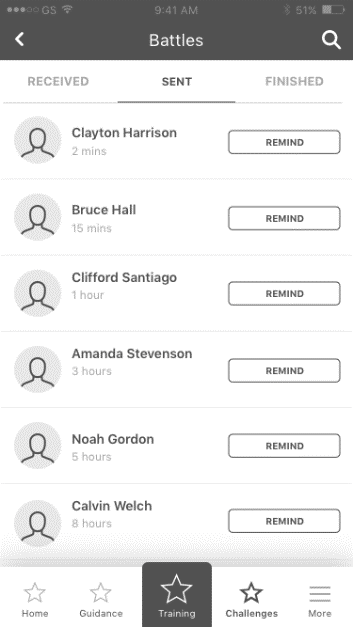 GS 9:41 AM 51%
Battles
RECEIVED SENT FINISHED
Clayton Harrison
2 mins
REMIND
Bruce Hall
15 mins
REMIND
Clifford Santiago
1 hour
REMIND
Amanda Stevenson
3 hours
REMIND
Noah Gordon
5 hours
REMIND
Calvin Welch
8 hours
REMIND
Home Guidance Training Challenges More